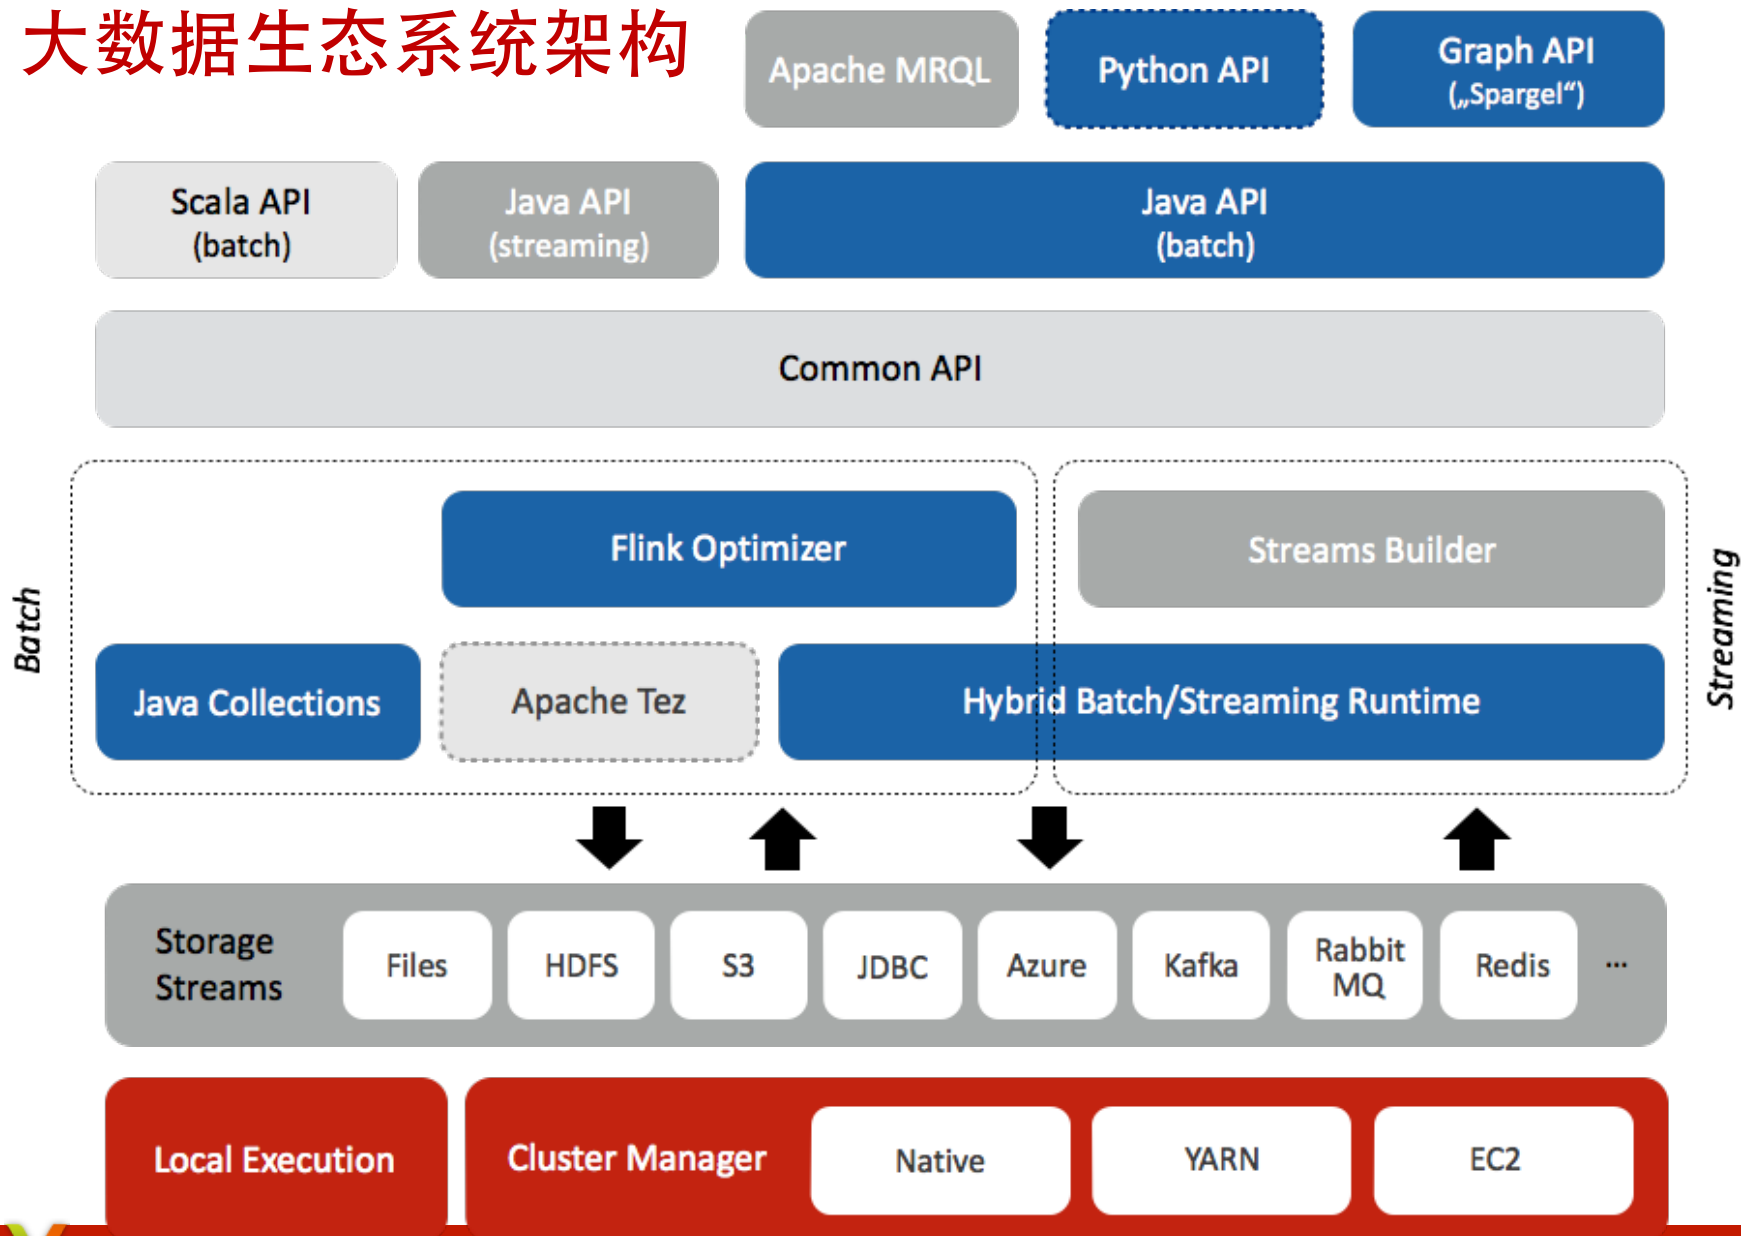 大数据生态系统架构
Apache MRQL
Python API
Graph API
(„Spargel“)
Scala API
(batch)
Java API
(streaming)
Java API
(batch)
Common API
Batch
Flink Optimizer
Streams Builder
Streaming
Java Collections
Apache Tez
Hybrid Batch/Streaming Runtime
Storage
Streams
Files
HDFS
S3
JDBC
Azure
Kafka
Rabbit
MQ
Redis
...
Local Execution
Cluster Manager
Native
YARN
EC2